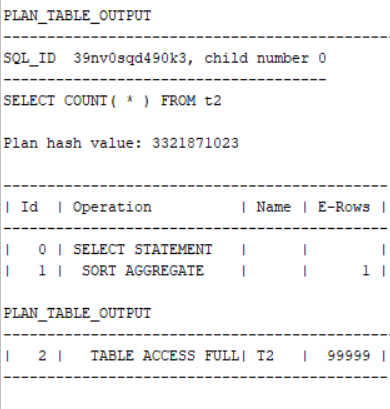 PLAN_TABLE_OUTPUT
------------------------------------------------
SQL_ID  39nv0sqd490k3, child number 0
-------------------------------------
SELECT COUNT( * ) FROM t2

Plan hash value: 3321871023

------------------------------------------------
| Id  | Operation          | Name | E-Rows |
------------------------------------------------
|   0 | SELECT STATEMENT   |      |        |
|   1 |  SORT AGGREGATE    |      |      1 |

PLAN_TABLE_OUTPUT
------------------------------------------------
|   2 |   TABLE ACCESS FULL| T2   |  99999 |
------------------------------------------------